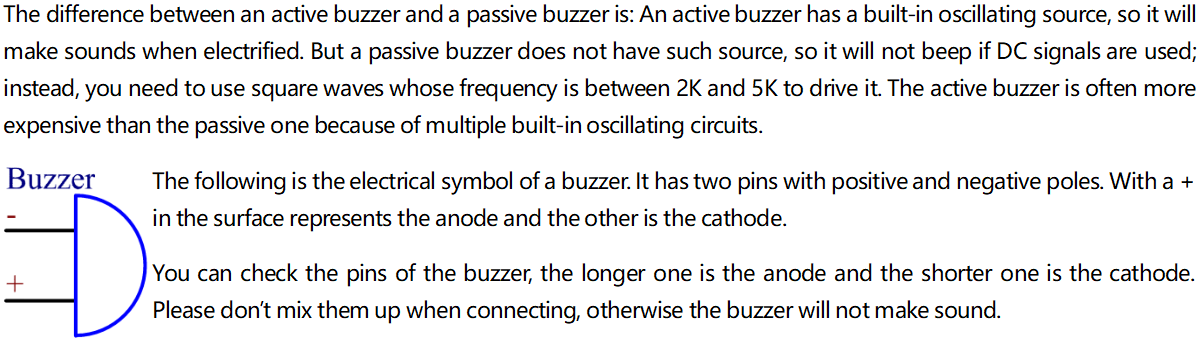 The difference between an active buzzer and a passive buzzer is: An active buzzer has a built-in oscillating source, so it will
make sounds when electrified. But a passive buzzer does not have such source, so it will not beep if DC signals are used;
instead, you need to use square waves whose frequency is between 2K and 5K to drive it. The active buzzer is often more
expensive than the passive one because of multiple built-in oscillating circuits.
Buzzer
-
+
The following is the electrical symbol of a buzzer. It has two pins with positive and negative poles. With a +
in the surface represents the anode and the other is the cathode.
You can check the pins of the buzzer, the longer one is the anode and the shorter one is the cathode.
Please don't mix them up when connecting, otherwise the buzzer will not make sound.